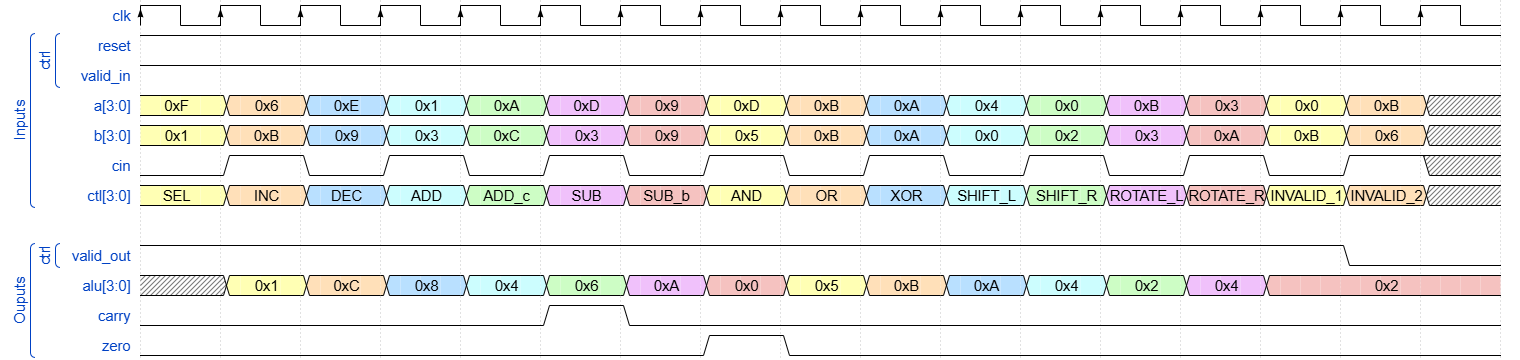 clk
Inputs
ctrl
reset
valid_in
a[3:0] 0xF 0x6 0xE 0x1 0xA 0xD 0x9 0xD 0xB 0xA 0x4 0x0 0xB 0x3 0x0 0xB
b[3:0] 0x1 0xB 0x9 0x3 0xC 0x3 0x9 0x5 0xB 0xA 0x0 0x2 0x3 0xA 0xB 0x6
cin
ctl[3:0] SEL INC DEC ADD ADD_c SUB SUB_b AND OR XOR SHIFT_L SHIFT_R ROTATE_L ROTATE_R INVALID_1 INVALID_2
Ouputs
ctrl
valid_out
alu[3:0] 0x1 0xC 0x8 0x4 0x6 0xA 0x0 0x5 0xB 0xA 0x4 0x2 0x4 0x2
carry
zero